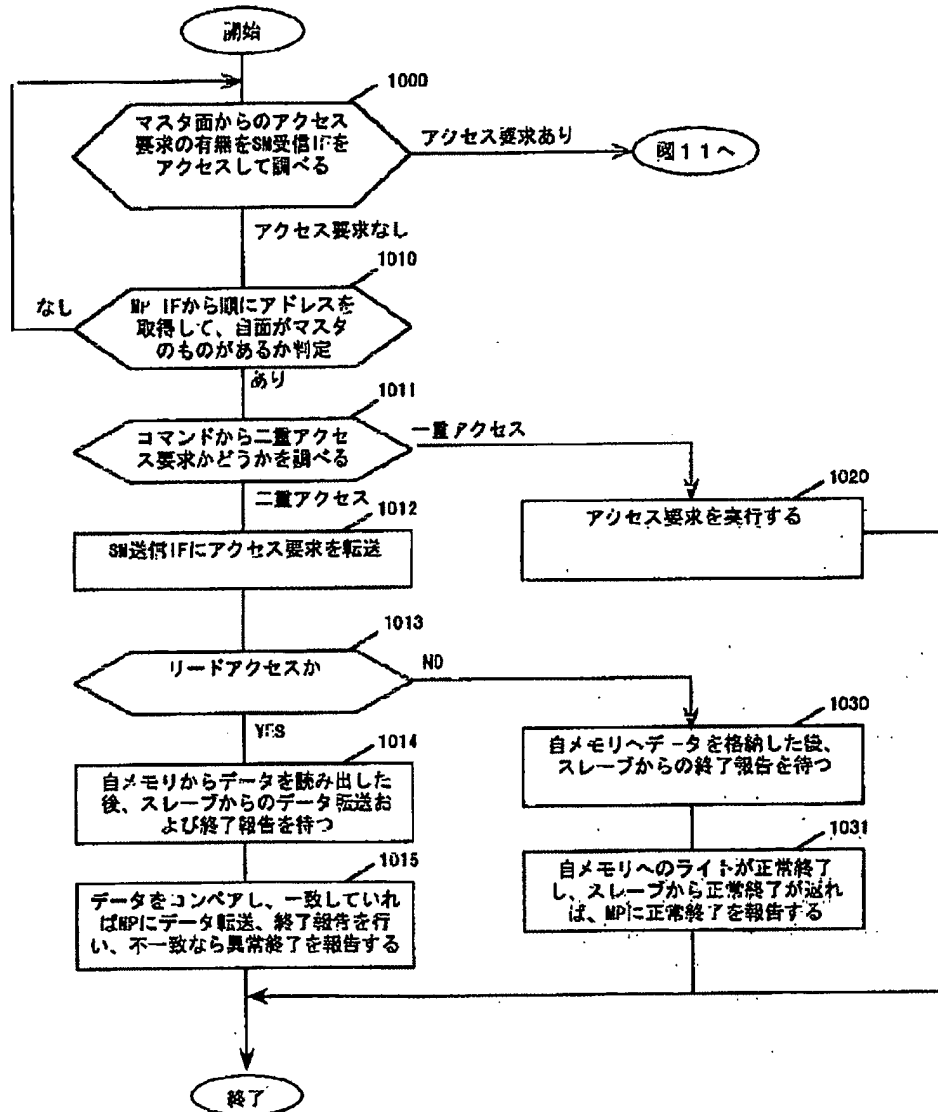 開始
1000
マスタ面からのアクセス
要求の有無をSM受信IFを
アクセスして調べる
アクセス要求あり
図11へ
アクセス要求なし
1010
なし
MP IFから順にアドレスを
取得して、自面がマスタ
のものがあるか判定
あり
1011
コマンドから二重アクセ
ス要求かどうかを調べる
一重アクセス
二重アクセス
1012
SM送信IFにアクセス要求を転送
1020
アクセス要求を実行する
1013
リードアクセスか
NO
YES
1014
自メモリからデータを読み出した
後、スレーブからのデータ転送お
よび終了報告を待つ
1030
自メモリへデータを格納した後、
スレーブからの終了報告を待つ
1015
データをコンペアし、一致していれ
ばMPにデータ転送、終了報告を行
い、不一致なら異常終了を報告する
1031
自メモリへのライトが正常終了
し、スレーブから正常終了が返れ
ば、MPに正常終了を報告する
終了